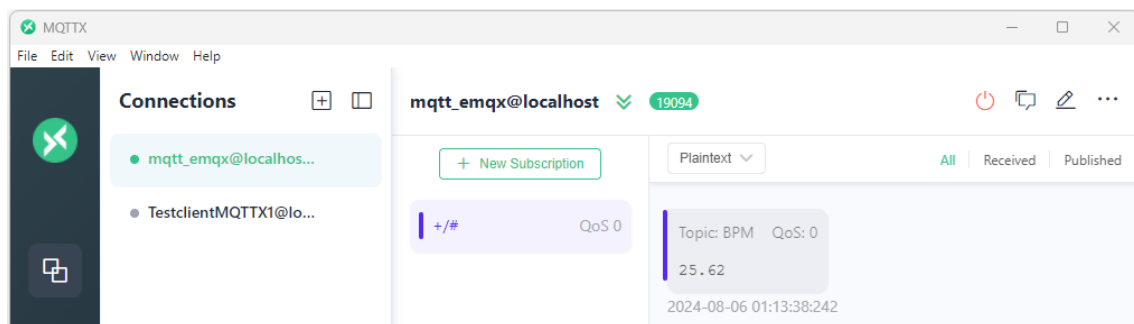 MQTTX
File Edit View Window Help
Connections
mqtt_emqx@localhos...
TestclientMQTTX1@lo...
mqtt_emqx@localhost 19094
+ New Subscription
+/# QoS 0
Plaintext
All Received Published
Topic: BPM QoS: 0
25.62
2024-08-06 01:13:38:242